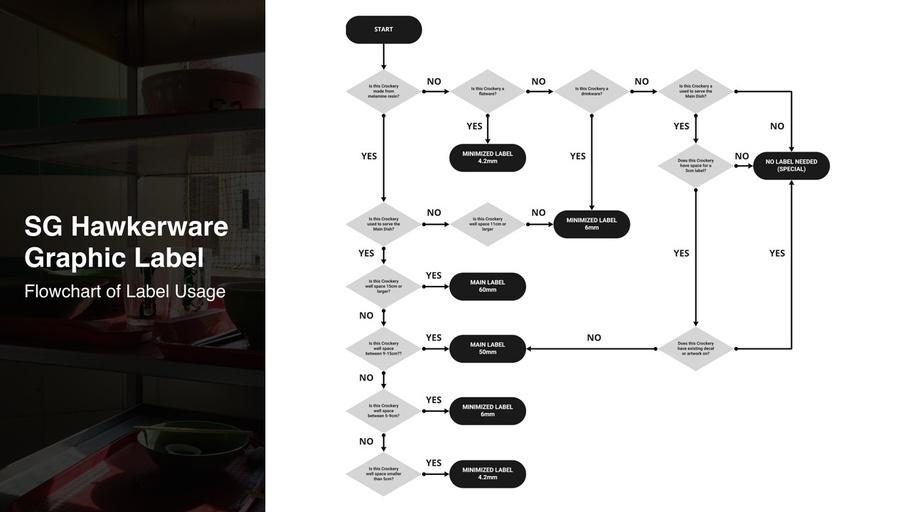 SG Hawkerware
Graphic Label
Flowchart of Label Usage
START
Is this Crockery
made from
melamine resin?
NO
Is this Crockery a
flatware?
NO
Is this Crockery a
drinkware?
NO
Is this Crockery a
used to serve the
Main Dish?
YES
YES
YES
YES
NO
MINIMIZED LABEL
4.2mm
Does this Crockery
have space for a
5cm label?
NO
NO LABEL NEEDED
(SPECIAL)
Is this Crockery
used to serve the
Main Dish?
NO
Is this Crockery
well space 11cm or
larger
NO
MINIMIZED LABEL
6mm
YES
YES
YES
Is this Crockery
well space 15cm or
larger?
YES
MAIN LABEL
60mm
NO
Is this Crockery
well space
between 9-15cm??
YES
MAIN LABEL
50mm
NO
Does this Crockery
have existing decal
or artwork on?
NO
Is this Crockery
well space
between 5-9cm?
YES
MINIMIZED LABEL
6mm
NO
Is this Crockery
well space smaller
than 5cm?
YES
MINIMIZED LABEL
4.2mm